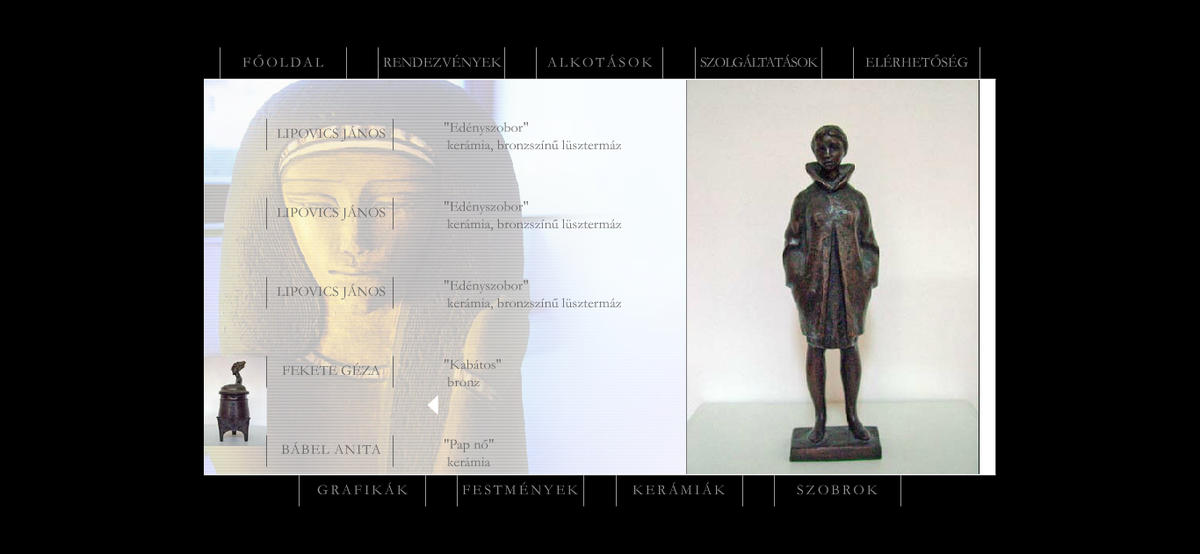 FŐOLDAL
RENDEZVÉNYEK
ALKOTÁSOK
SZOLGÁLTATÁSOK
ELÉRHETŐSÉG
LIPOVICS JÁNOS
"Edényszobor"
kerámia, bronzszínű lüsztermáz
LIPOVICS JÁNOS
"Edényszobor"
kerámia, bronzszínű lüsztermáz
LIPOVICS JÁNOS
"Edényszobor"
kerámia, bronzszínű lüsztermáz
FEKETE GÉZA
"Kabátos"
bronz
BÁBEL ANITA
"Pap nő"
kerámia
GRAFIKÁK
FESTMÉNYEK
KERÁMIÁK
SZOBROK